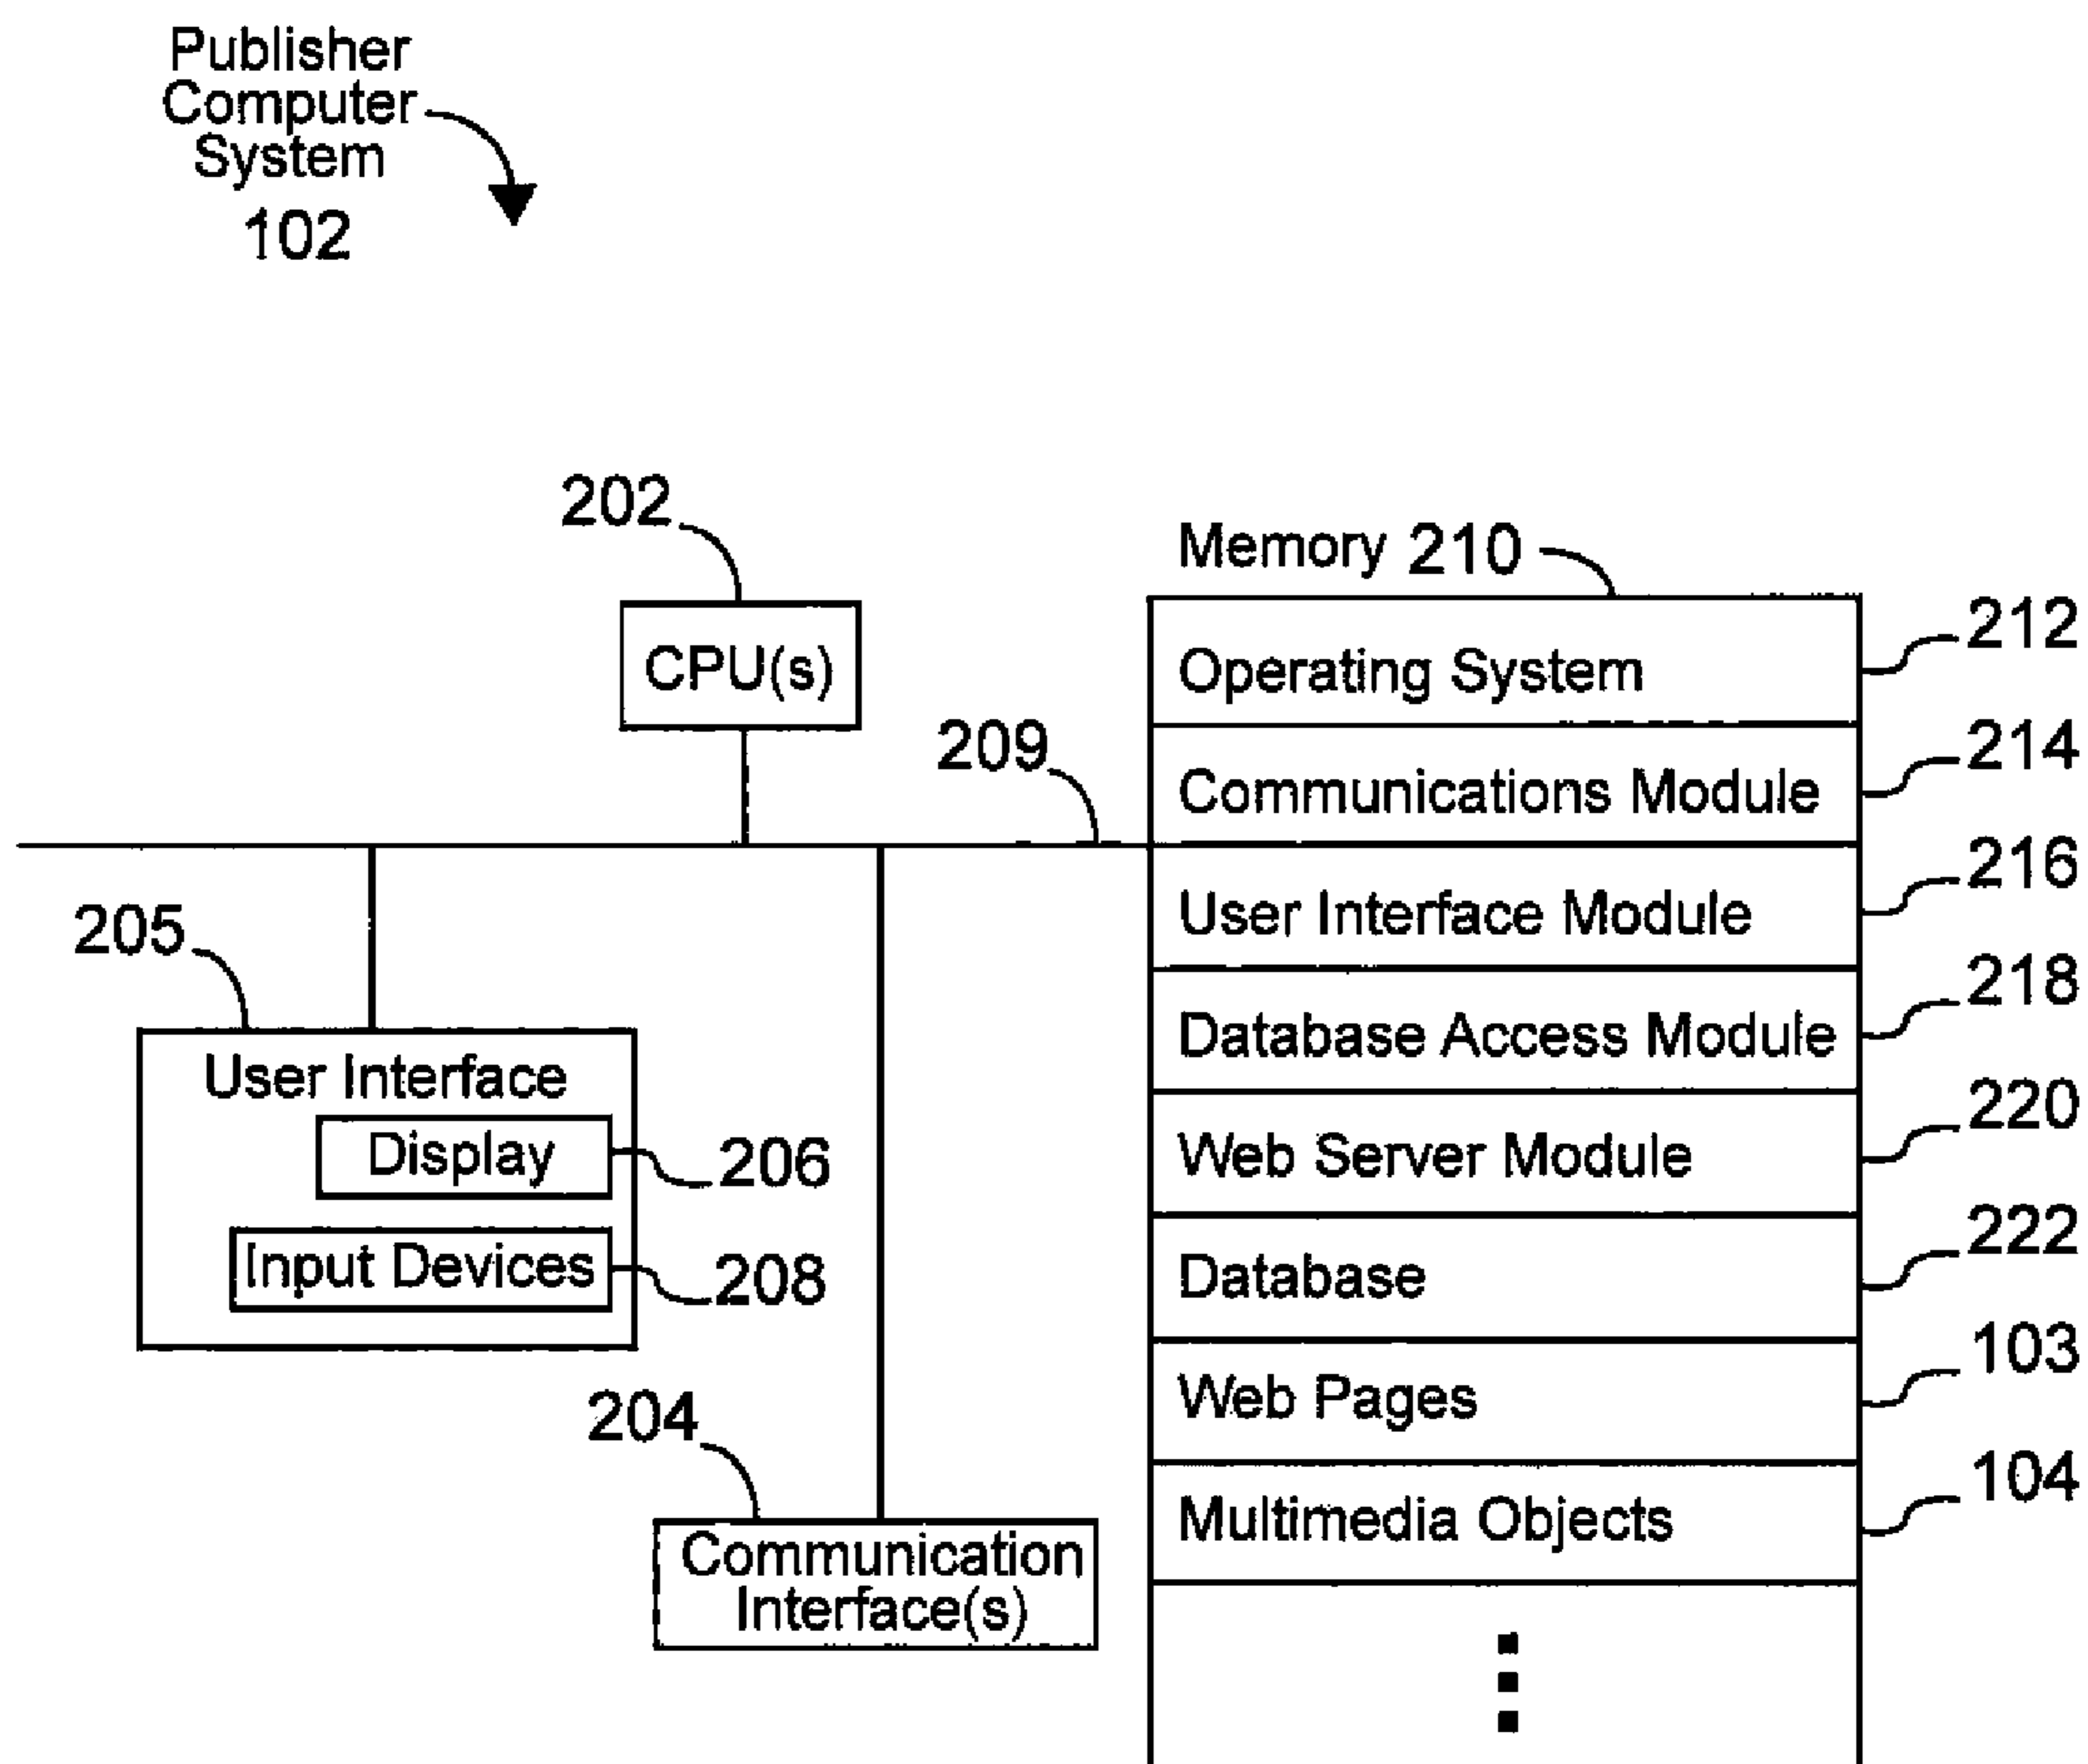 Publisher
Computer
System
102
202
CPU(s)
209
205
User Interface
Display
206
Input Devices
208
204
Communication
Interface(s)
Memory 210
Operating System
212
Communications Module
214
User Interface Module
216
Database Access Module
218
Web Server Module
220
Database
222
Web Pages
103
Multimedia Objects
104